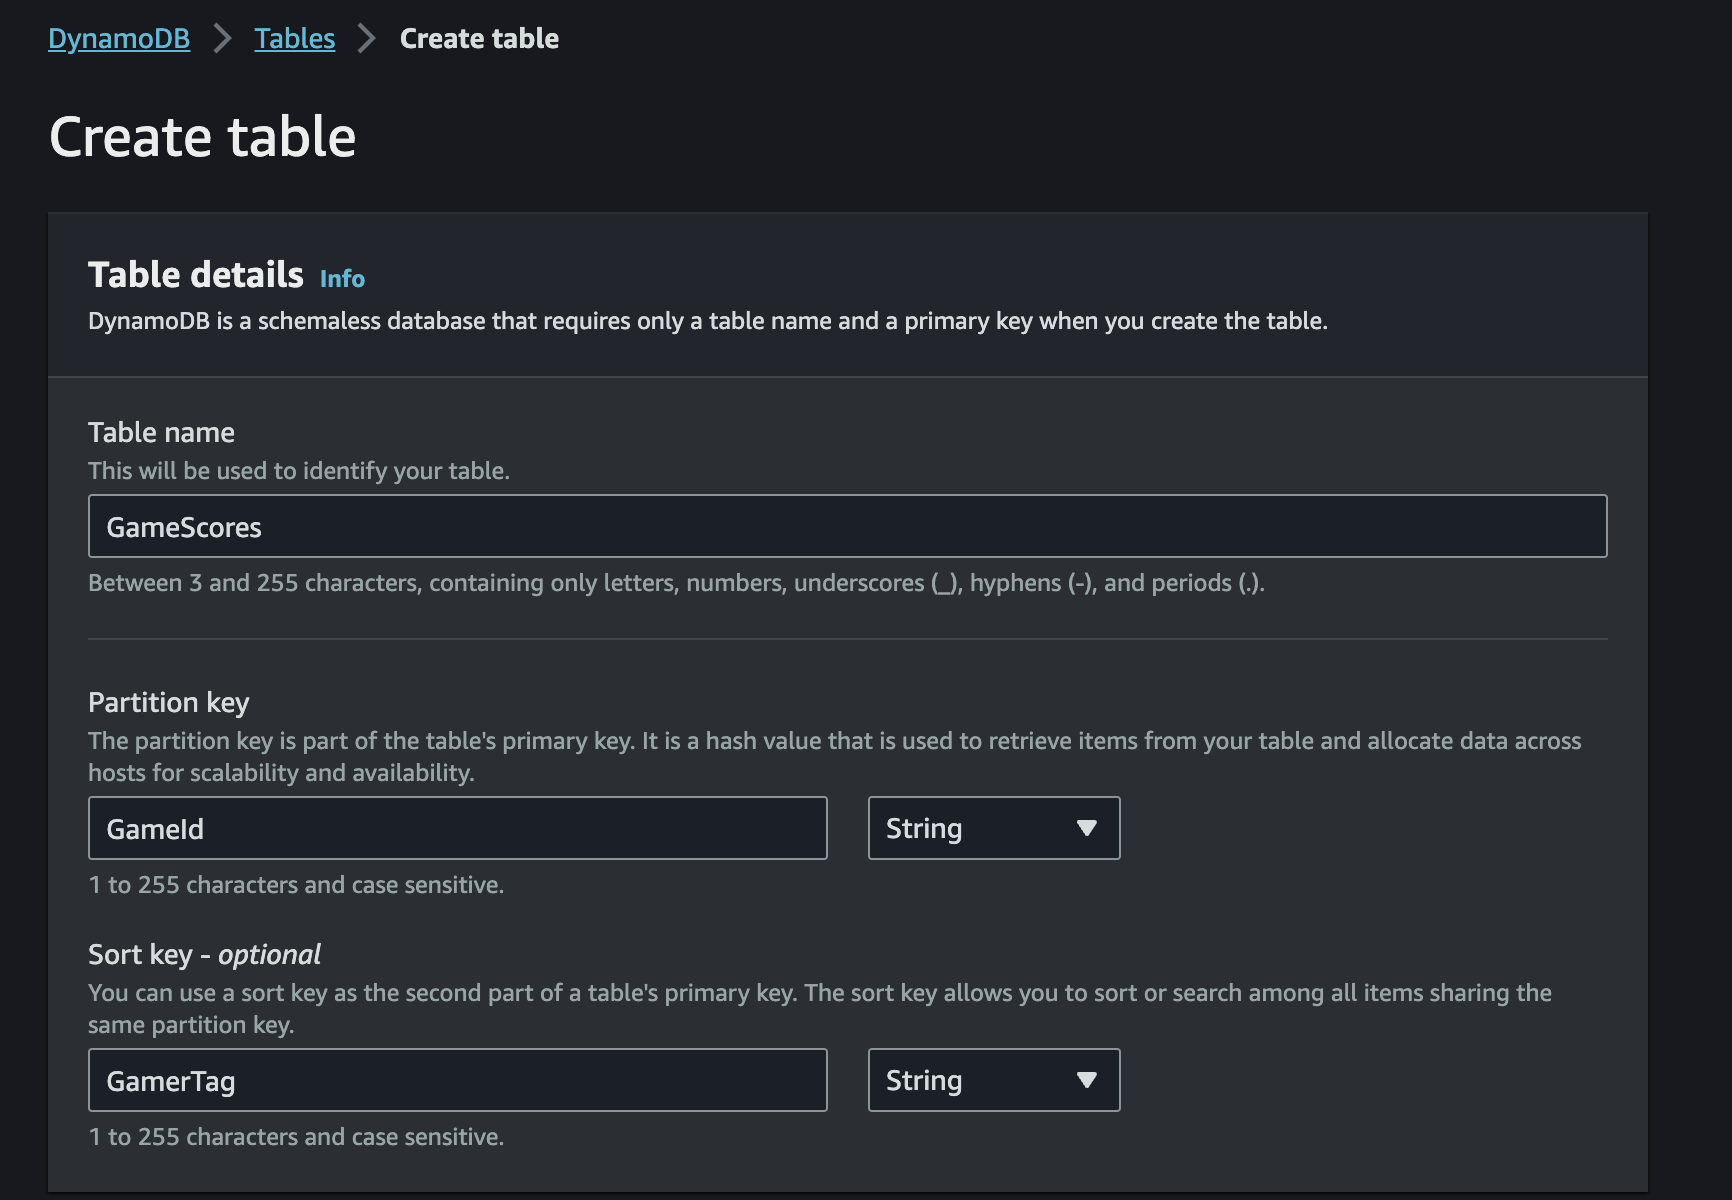 DynamoDB > Tables > Create table
Create table
Table details Info
DynamoDB is a schemaless database that requires only a table name and a primary key when you create the table.
Table name
This will be used to identify your table.
GameScores
Between 3 and 255 characters, containing only letters, numbers, underscores (_), hyphens (-), and periods (.).
Partition key
The partition key is part of the table's primary key. It is a hash value that is used to retrieve items from your table and allocate data across
hosts for scalability and availability.
GameId String
1 to 255 characters and case sensitive.
Sort key - optional
You can use a sort key as the second part of a table's primary key. The sort key allows you to sort or search among all items sharing the
same partition key.
GamerTag String
1 to 255 characters and case sensitive.